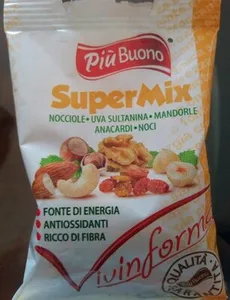 Più Buono
SuperMix
NOCCIOLE • UVA SULTANINA • MANDORLE
ANACARDI • NOCI
• FONTE DI ENERGIA
• ANTIOSSIDANTI
• RICCO DI FIBRA
Vivinforma
QUALITÀ